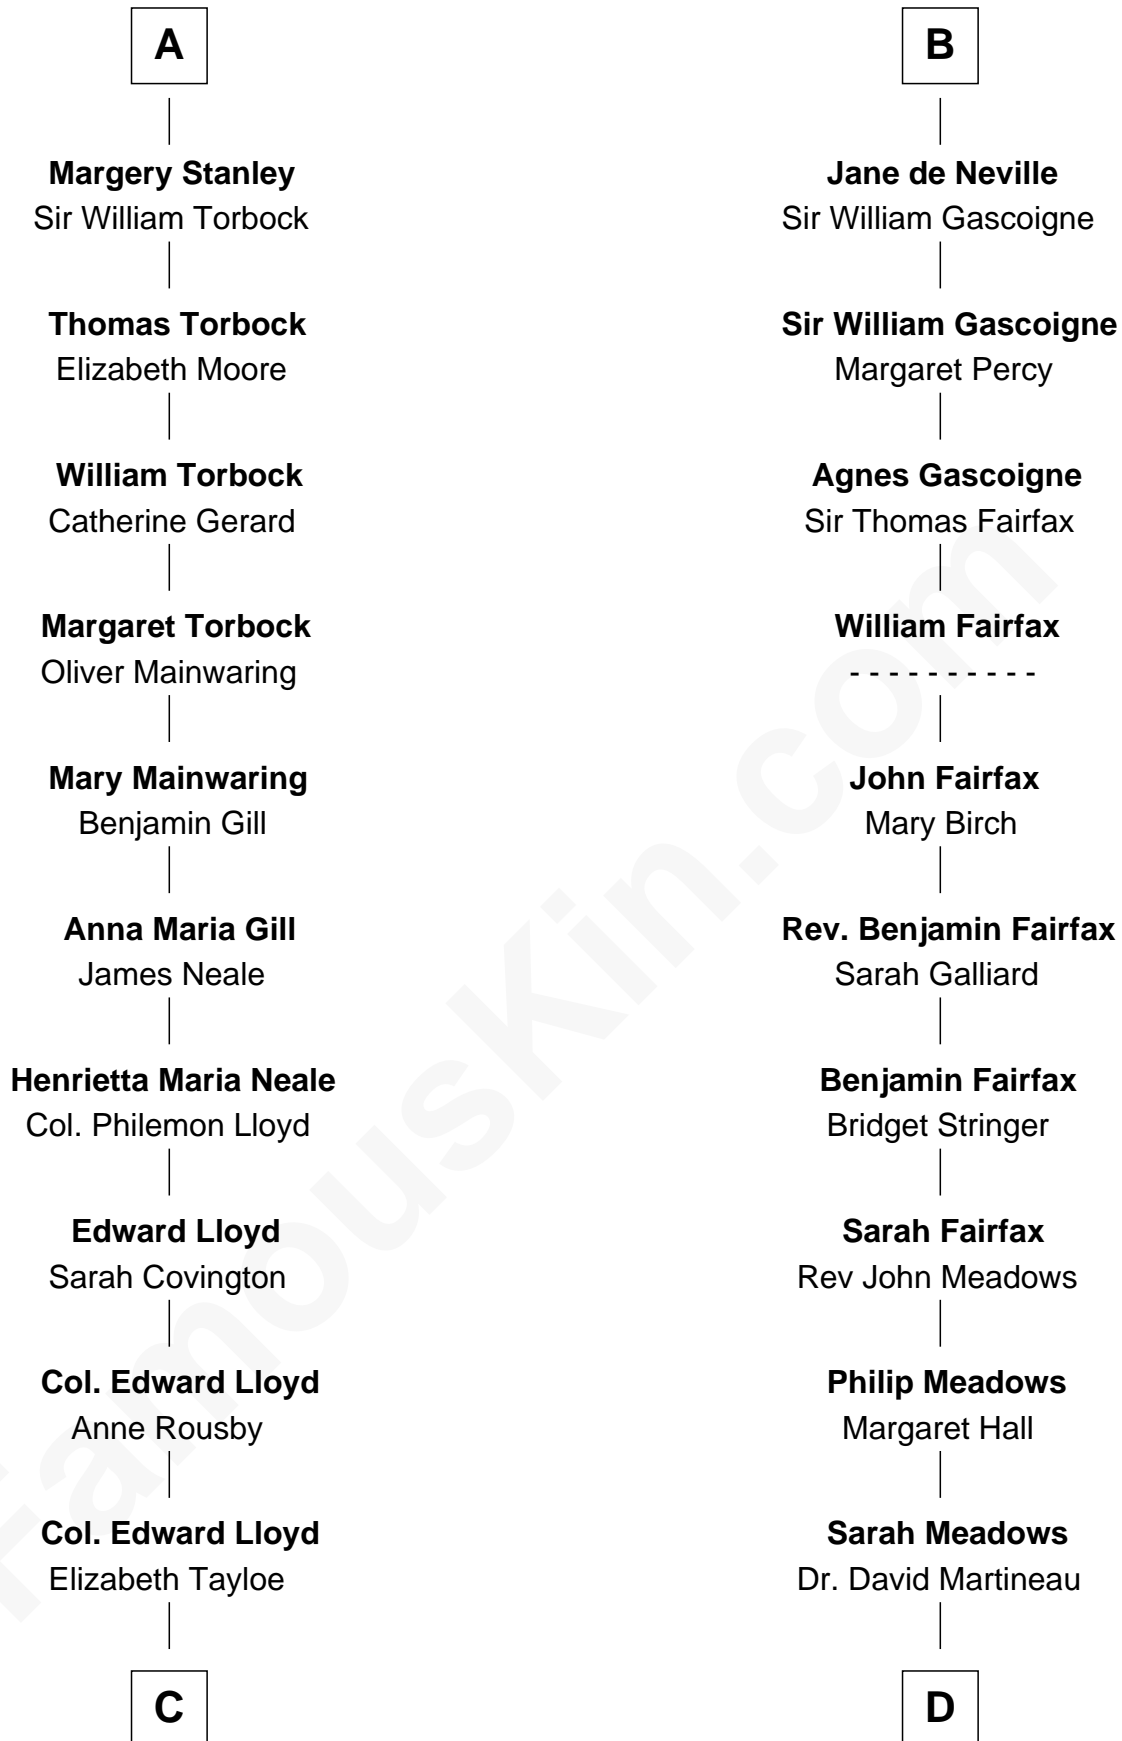 A
Margery Stanley
Sir William Torbock
Thomas Torbock
Elizabeth Moore
William Torbock
Catherine Gerard
Margaret Torbock
Oliver Mainwaring
Mary Mainwaring
Benjamin Gill
Anna Maria Gill
James Neale
Henrietta Maria Neale
Col. Philemon Lloyd
Edward Lloyd
Sarah Covington
Col. Edward Lloyd
Anne Rousby
Col. Edward Lloyd
Elizabeth Tayloe
C
B
Jane de Neville
Sir William Gascoigne
Sir William Gascoigne
Margaret Percy
Agnes Gascoigne
Sir Thomas Fairfax
William Fairfax
- - - - - - - - - -
John Fairfax
Mary Birch
Rev. Benjamin Fairfax
Sarah Galliard
Benjamin Fairfax
Bridget Stringer
Sarah Fairfax
Rev John Meadows
Philip Meadows
Margaret Hall
Sarah Meadows
Dr. David Martineau
D
FamousKin.com